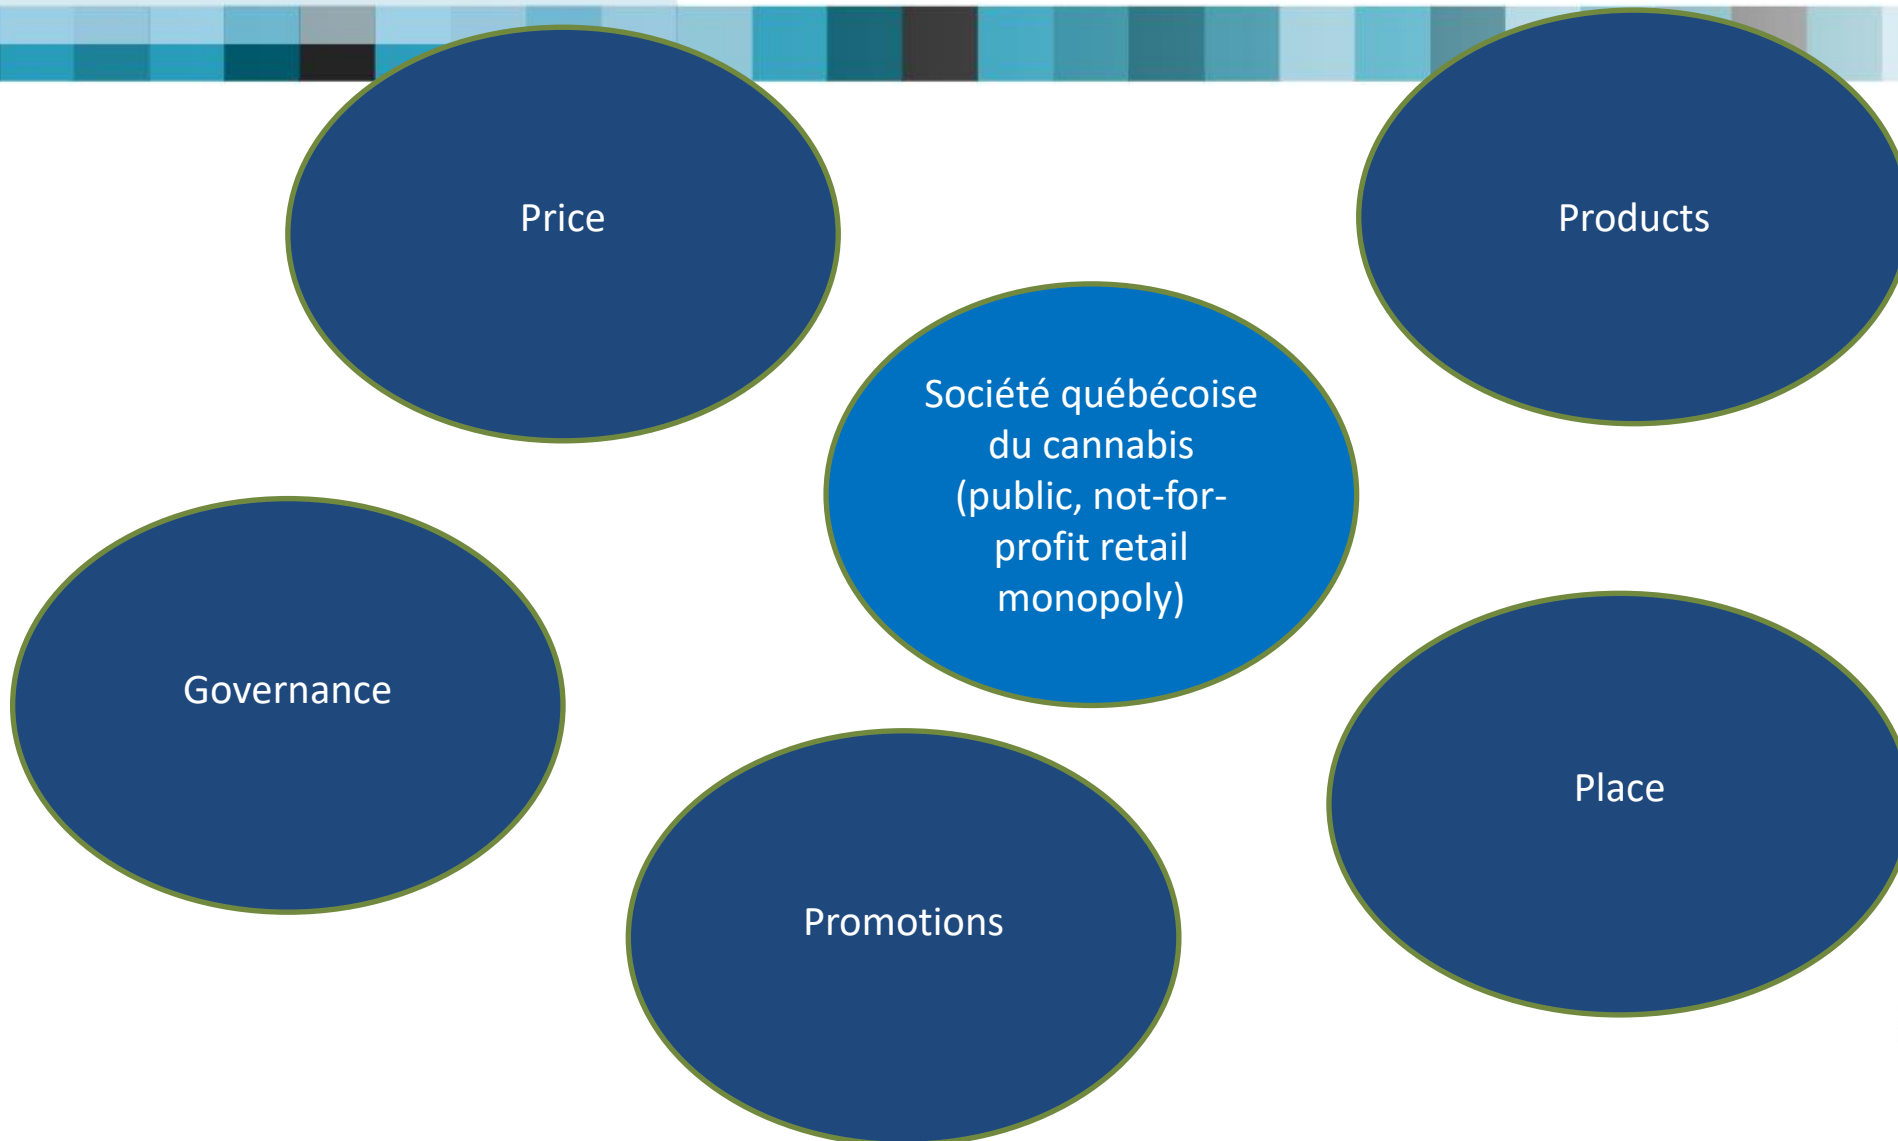 Price
Products
Société québécoise
du cannabis
(public, not-for-
profit retail
monopoly)
Governance
Place
Promotions